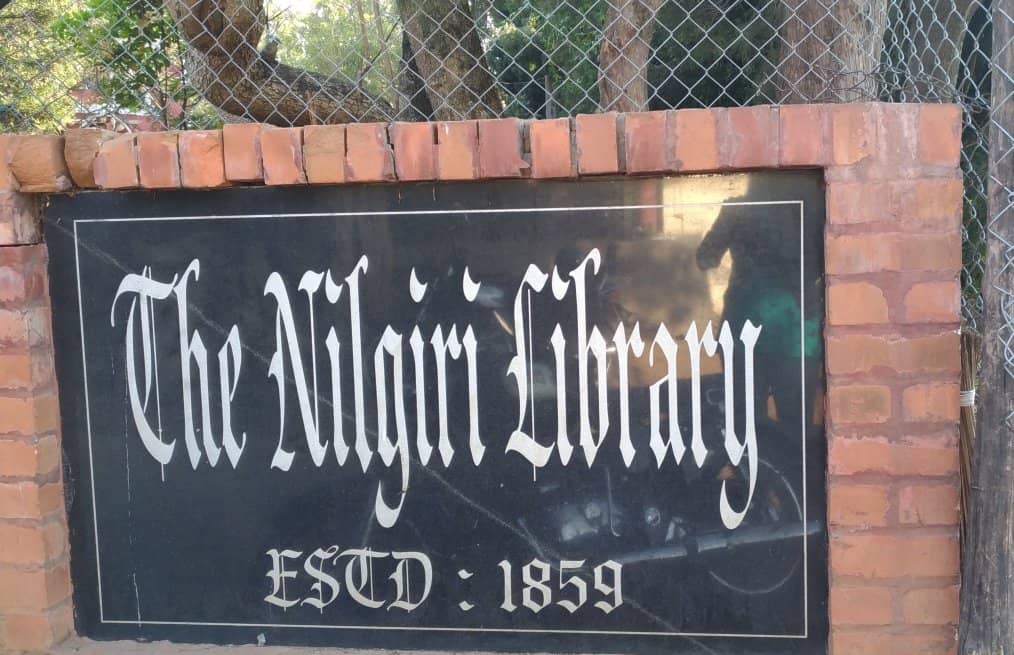 The Nilgiri Library
ESTD : 1859